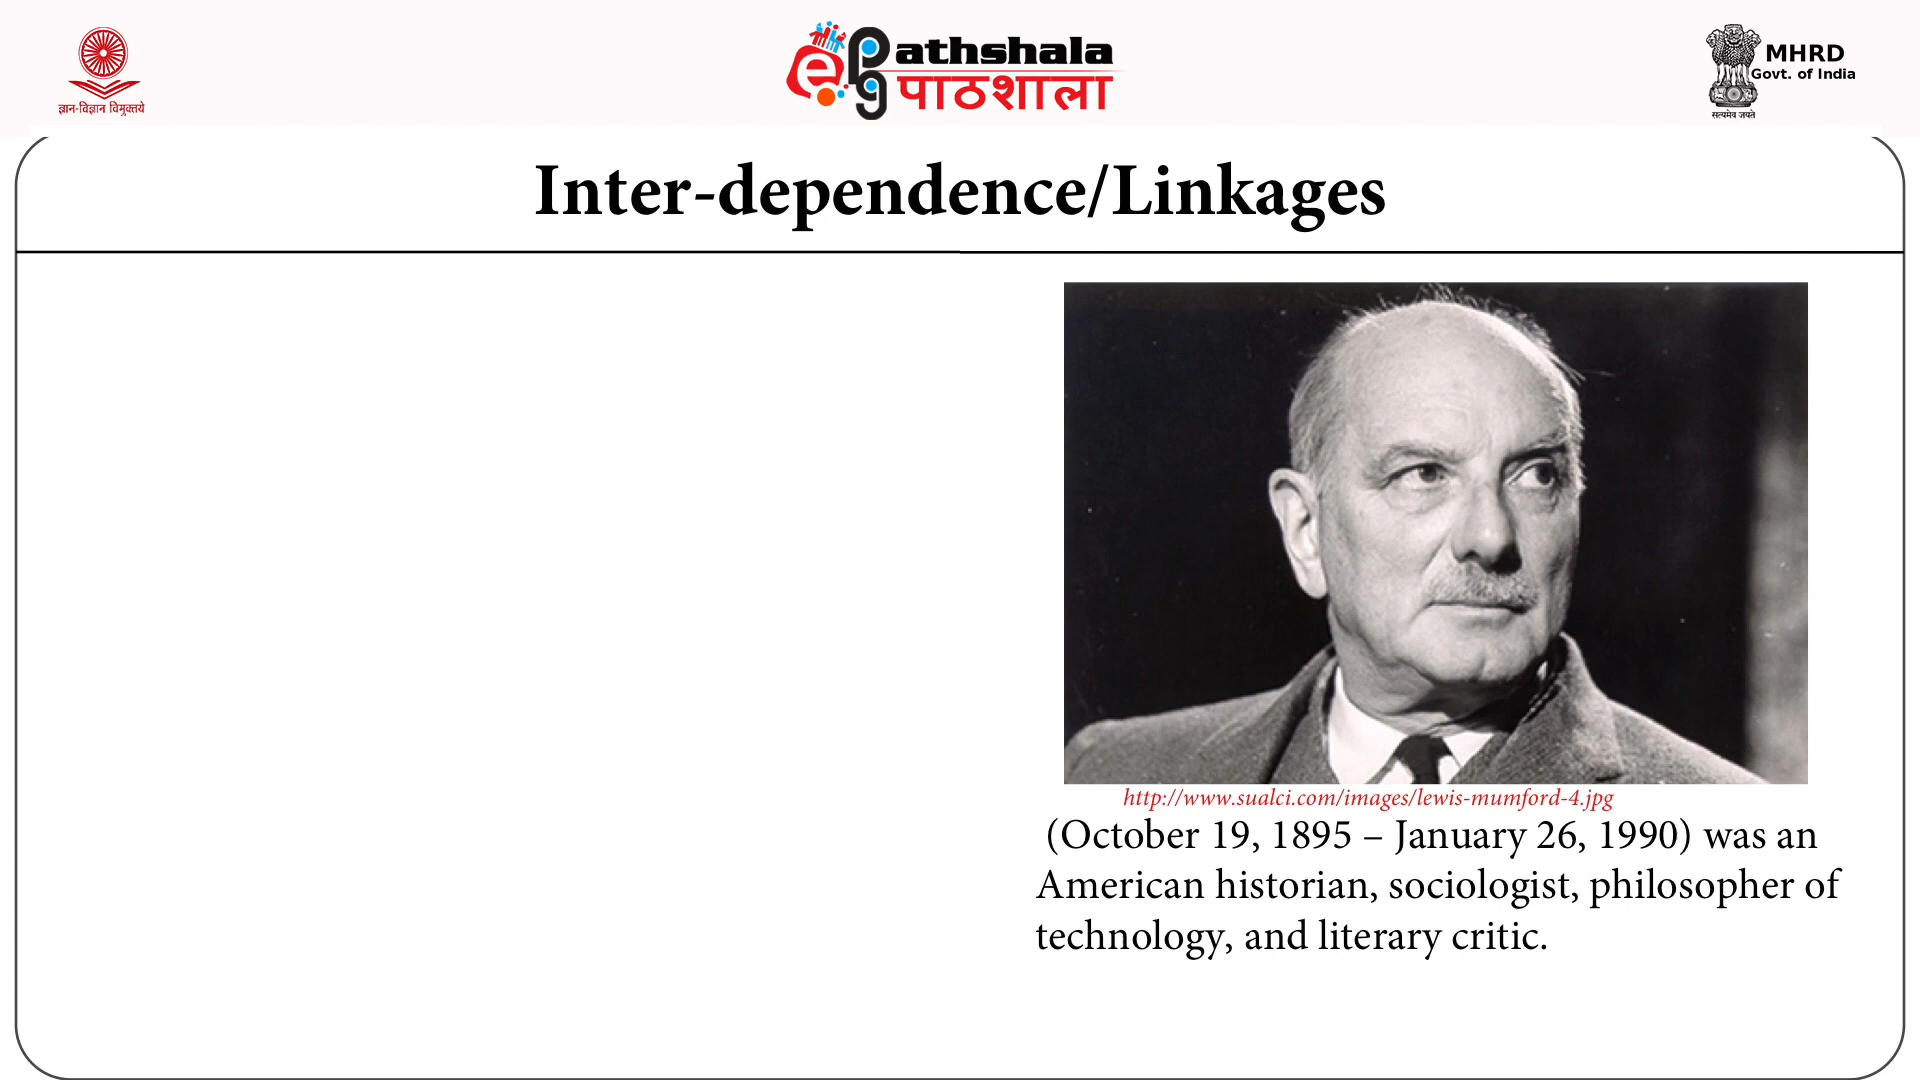 ज्ञान-विज्ञान विमुक्तये
athshala
पाठशाला
MHRD
Govt. of India
सत्यमेव जयते
Inter-dependence/Linkages
http://www.sualci.com/images/lewis-mumford-4.jpg
(October 19, 1895 – January 26, 1990) was an
American historian, sociologist, philosopher of
technology, and literary critic.